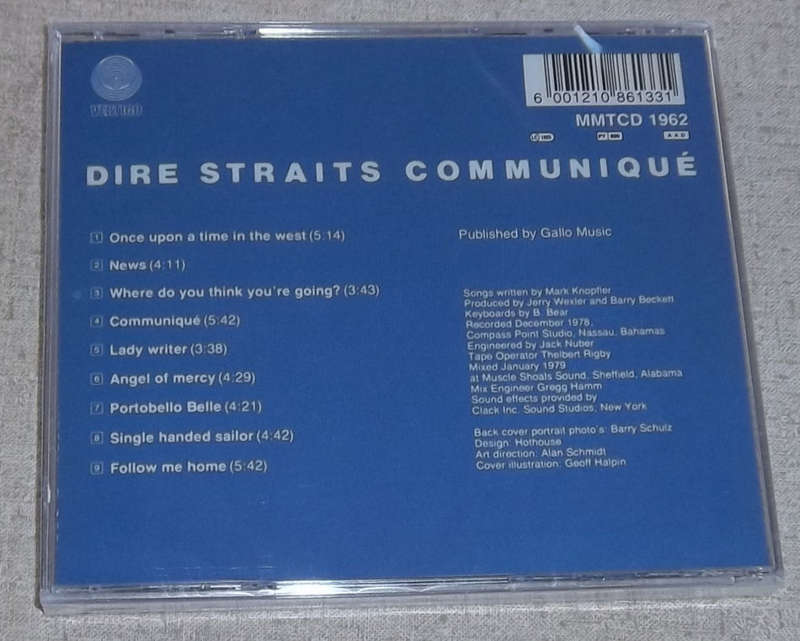 VERTIGO
6 001210 861331
MMTCD 1962
DIRE STRAITS COMMUNIQUÉ
1 Once upon a time in the west (5:14)
2 News (4:11)
3 Where do you think you're going? (3:43)
4 Communiqué (5:42)
5 Lady writer (3:38)
6 Angel of mercy (4:29)
7 Portobello Belle (4:21)
8 Single handed sailor (4:42)
9 Follow me home (5:42)
Published by Gallo Music
Songs written by Mark Knopfler
Produced by Jerry Wexler and Barry Beckett
Keyboards by B. Bear
Recorded December 1978,
Compass Point Studio, Nassau, Bahamas
Engineered by Jack Nuber
Tape Operator Thelbert Rigby
Mixed January 1979
at Muscle Shoals Sound, Sheffield, Alabama
Mix Engineer Gregg Hamm
Sound effects provided by
Clack Inc. Sound Studios, New York
Back cover portrait photo's: Barry Schulz
Design: Hothouse
Art direction: Alan Schmidt
Cover illustration: Geoff Halpin